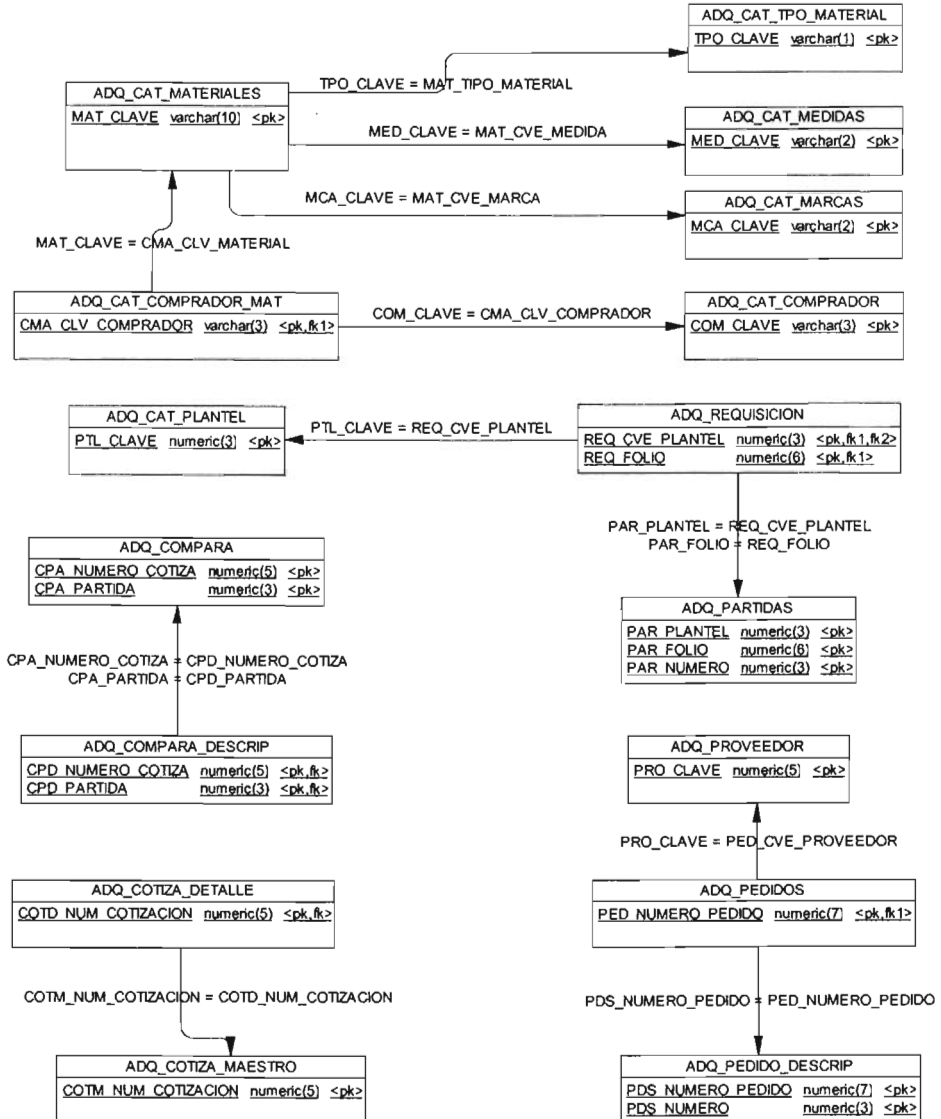 ADQ_CAT_TPO_MATERIAL
TPO_CLAVE varchar(1) <pk>
TPO_CLAVE = MAT_TIPO_MATERIAL
ADQ_CAT_MATERIALES
MAT_CLAVE varchar(10) <pk>
ADQ_CAT_MEDIDAS
MED_CLAVE varchar(2) <pk>
MED_CLAVE = MAT_CVE_MEDIDA
ADQ_CAT_MARCAS
MCA_CLAVE varchar(2) <pk>
MCA_CLAVE = MAT_CVE_MARCA
MAT_CLAVE = CMA_CLV_MATERIAL
ADQ_CAT_COMPRADOR_MAT
CMA_CLV_COMPRADOR varchar(3) <pk,fk1>
COM_CLAVE = CMA_CLV_COMPRADOR
ADQ_CAT_COMPRADOR
COM_CLAVE varchar(3) <pk>
ADQ_CAT_PLANTEL
PTL_CLAVE numeric(3) <pk>
PTL_CLAVE = REQ_CVE_PLANTEL
ADQ_REQUISICION
REQ_CVE_PLANTEL numeric(3) <pk,fk1,fk2>
REQ_FOLIO numeric(6) <pk,fk1>
PAR_PLANTEL = REQ_CVE_PLANTEL
PAR_FOLIO = REQ_FOLIO
ADQ_COMPARA
CPA_NUMERO_COTIZA numeric(5) <pk>
CPA_PARTIDA numeric(3) <pk>
ADQ_PARTIDAS
PAR_PLANTEL numeric(3) <pk>
PAR_FOLIO numeric(6) <pk>
PAR_NUMERO numeric(3) <pk>
CPA_NUMERO_COTIZA = CPD_NUMERO_COTIZA
CPA_PARTIDA = CPD_PARTIDA
ADQ_COMPARA_DESCRIP
CPD_NUMERO_COTIZA numeric(5) <pk,fk>
CPD_PARTIDA numeric(3) <pk,fk>
ADQ_PROVEEDOR
PRO_CLAVE numeric(5) <pk>
PRO_CLAVE = PED_CVE_PROVEEDOR
ADQ_COTIZA_DETALLE
COTD_NUM_COTIZACION numeric(5) <pk,fk>
ADQ_PEDIDOS
PED_NUMERO_PEDIDO numeric(7) <pk,fk1>
COTM_NUM_COTIZACION = COTD_NUM_COTIZACION
PDS_NUMERO_PEDIDO = PED_NUMERO_PEDIDO
ADQ_COTIZA_MAESTRO
COTM_NUM_COTIZACION numeric(5) <pk>
ADQ_PEDIDO_DESCRIP
PDS_NUMERO_PEDIDO numeric(7) <pk>
PDS_NUMERO numeric(3) <pk>